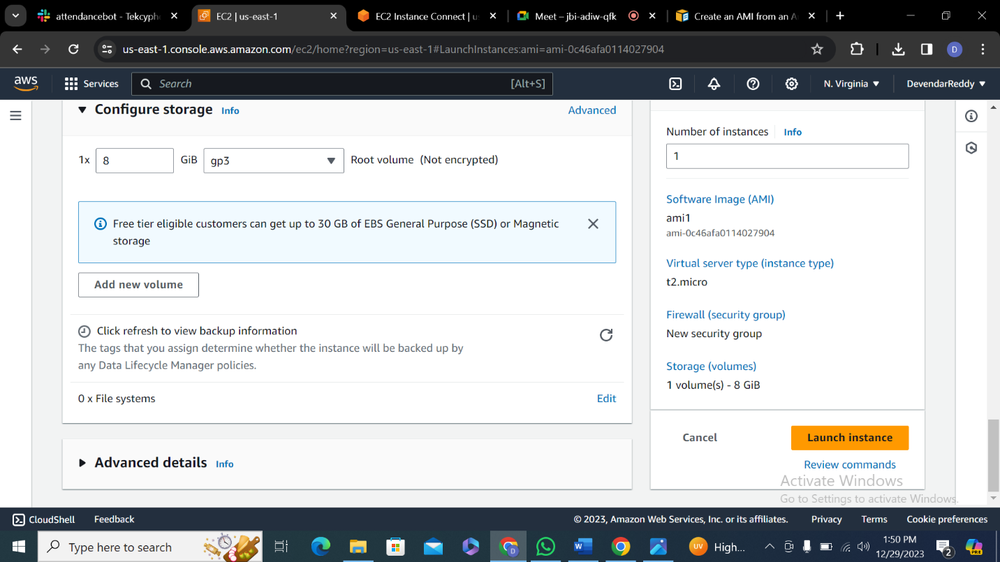 attendancebot - Tekcyph
EC2 | us-east-1
EC2 Instance Connect | u
Meet – jbi-adiw-qfk
Create an AMI from an A
us-east-1.console.aws.amazon.com/ec2/home?region=us-east-1#LaunchInstances:ami=ami-0c46afa0114027904
D
aws
Services
Search
[Alt+S]
N. Virginia
DevendarReddy
Configure storage
Info
Advanced
1x
8
GiB
gp3
Root volume (Not encrypted)
Free tier eligible customers can get up to 30 GB of EBS General Purpose (SSD) or Magnetic
storage
Add new volume
Click refresh to view backup information
The tags that you assign determine whether the instance will be backed up by
any Data Lifecycle Manager policies.
0 x File systems
Edit
Advanced details
Info
Number of instances
Info
1
Software Image (AMI)
ami1
ami-0c46afa0114027904
Virtual server type (instance type)
t2.micro
Firewall (security group)
New security group
Storage (volumes)
1 volume(s) - 8 GiB
Cancel
Launch instance
Review commands
Activate Windows
Go to Settings to activate Windows.
CloudShell
Feedback
© 2023, Amazon Web Services, Inc. or its affiliates.
Privacy
Terms
Cookie preferences
Type here to search
D
W
UV
High...
1:50 PM
12/29/2023
2
PRE